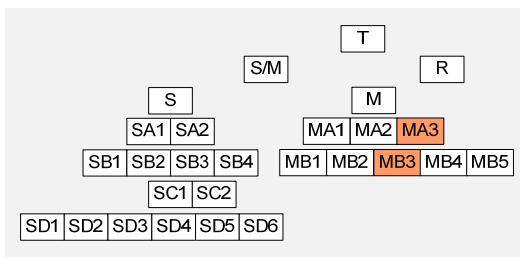 T
S/M R
S M
SA1 SA2 MA1 MA2 MA3
SB1 SB2 SB3 SB4 MB1 MB2 MB3 MB4 MB5
SC1 SC2
SD1 SD2 SD3 SD4 SD5 SD6